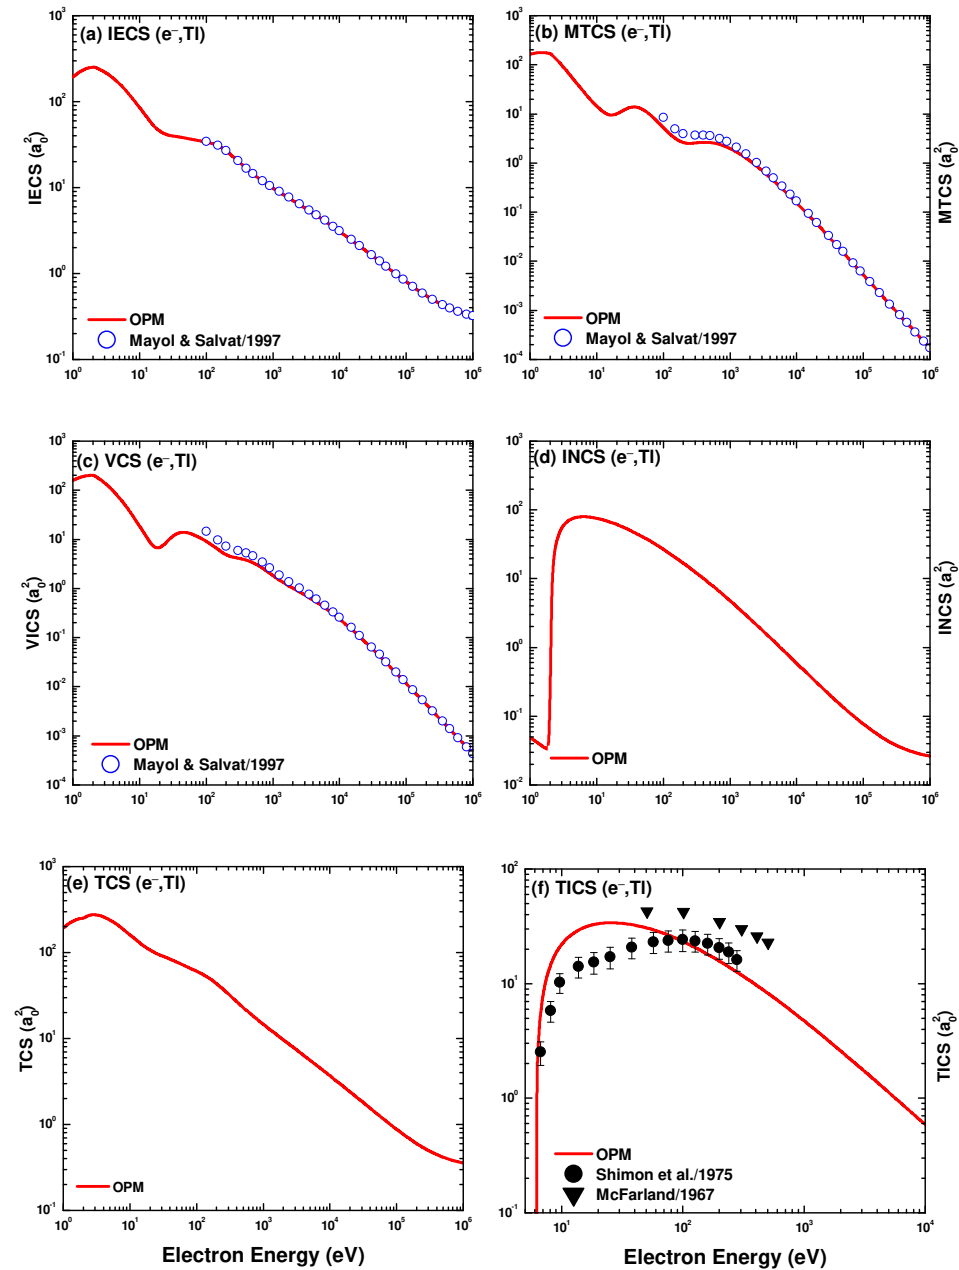 (a) IECS (e⁻,Tl)
10³
10²
10¹
10⁰
10⁻¹
IECS (a₀²)
OPM
Mayol & Salvat/1997
10⁰ 10¹ 10² 10³ 10⁴ 10⁵ 10⁶
(b) MTCS (e⁻,Tl)
10³
10²
10¹
10⁰
10⁻¹
10⁻²
10⁻³
10⁻⁴
MTCS (a₀²)
OPM
Mayol & Salvat/1997
10⁰ 10¹ 10² 10³ 10⁴ 10⁵ 10⁶
(c) VCS (e⁻,Tl)
10³
10²
10¹
10⁰
10⁻¹
10⁻²
10⁻³
10⁻⁴
VICS (a₀²)
OPM
Mayol & Salvat/1997
10⁰ 10¹ 10² 10³ 10⁴ 10⁵ 10⁶
(d) INCS (e⁻,Tl)
10³
10²
10¹
10⁰
10⁻¹
10⁻²
INCS (a₀²)
OPM
10⁰ 10¹ 10² 10³ 10⁴ 10⁵ 10⁶
(e) TCS (e⁻,Tl)
10³
10²
10¹
10⁰
10⁻¹
TCS (a₀²)
OPM
10⁰ 10¹ 10² 10³ 10⁴ 10⁵ 10⁶
Electron Energy (eV)
(f) TICS (e⁻,Tl)
10²
10¹
10⁰
10⁻¹
TICS (a₀²)
OPM
Shimon et al./1975
McFarland/1967
10¹ 10² 10³ 10⁴
Electron Energy (eV)